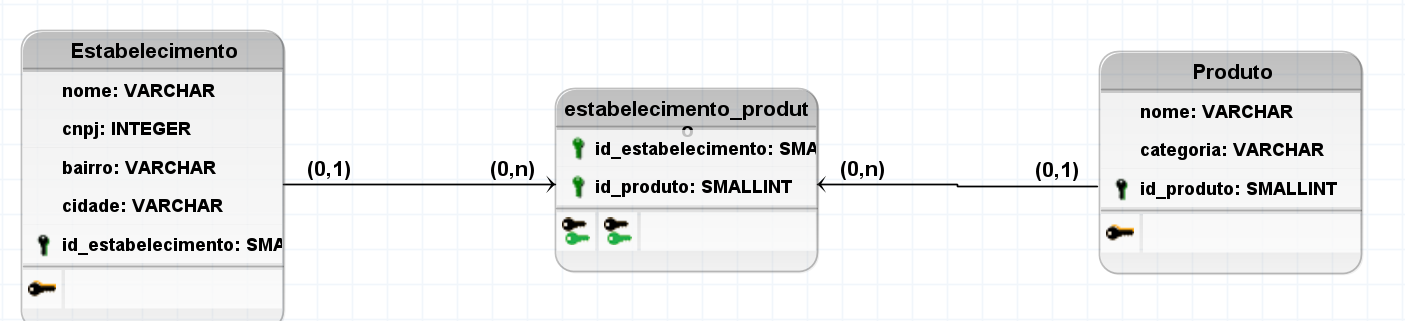 Estabelecimento
nome: VARCHAR
cnpj: INTEGER
bairro: VARCHAR
cidade: VARCHAR
id_estabelecimento: SMA
(0,1)
(0,n)
estabelecimento_produt
o
id_estabelecimento: SMA
id_produto: SMALLINT
(0,n)
(0,1)
Produto
nome: VARCHAR
categoria: VARCHAR
id_produto: SMALLINT